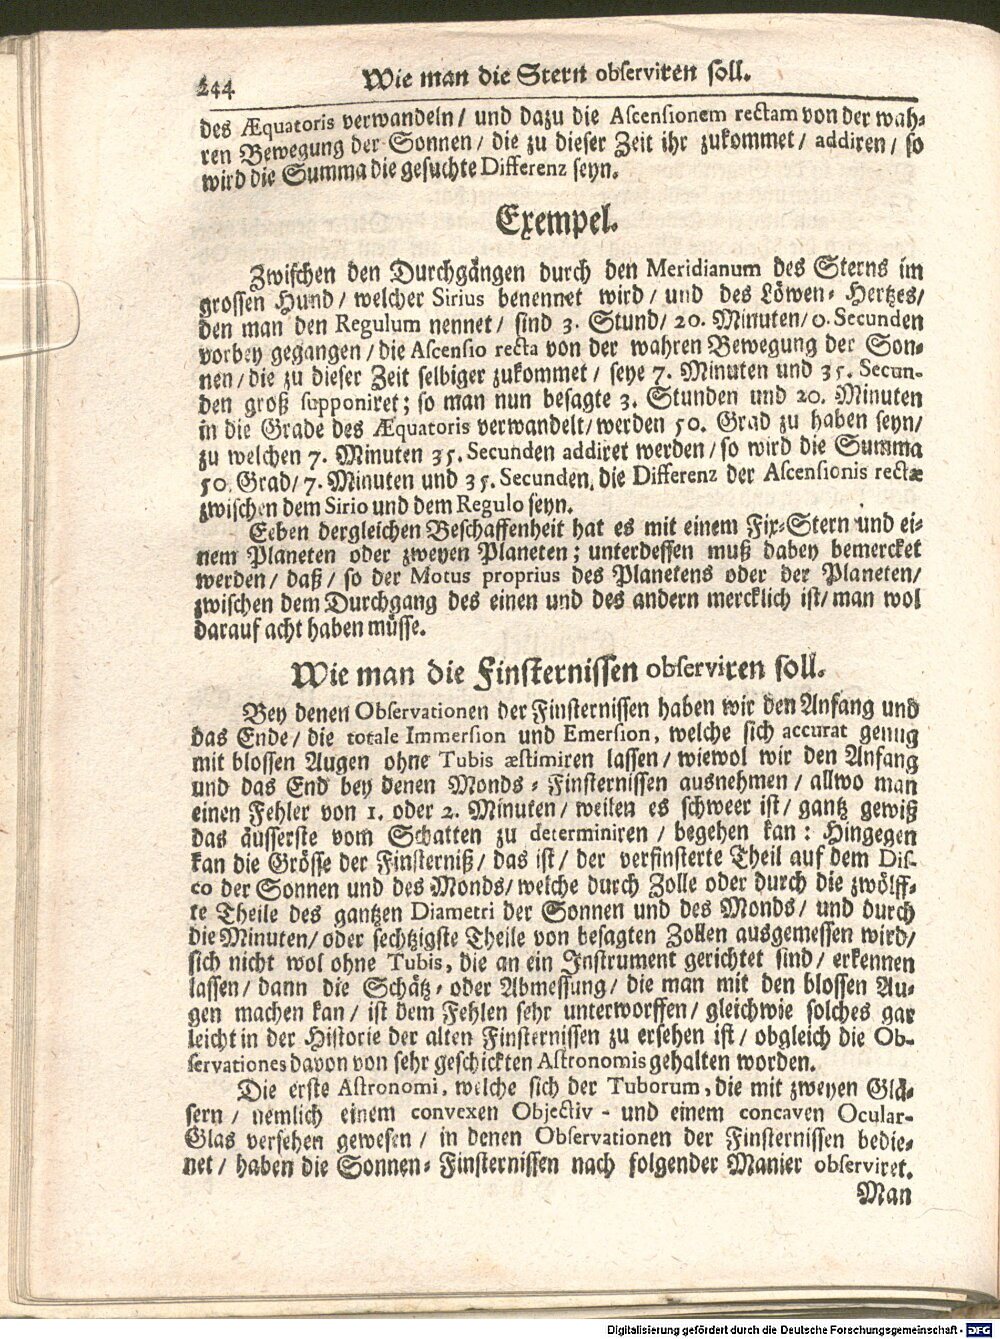 244 Wie man die Stern observiren soll.
des Æquatoris verwandeln/ und dazu die Ascensionem rectam von der wah-
ren Bewegung der Sonnen / die zu dieser Zeit ihr zukommet/ addiren / so
wird die Summa die gesuchte Differenz seyn.
Exempel.
Zwischen den Durchgängen durch den Meridianum des Sterns im
grossen Hund/ welcher Sirius benennet wird/ und des Löwen-Hertzes/
den man den Regulum nennet/ sind 3. Stund/ 20. Minuten/ 0. Secunden
vorbey gegangen / die Ascensio recta von der wahren Bewegung der Son-
nen/ die zu dieser Zeit selbiger zukommet/ seye 7. Minuten und 35. Secun-
den groß supponiret; so man nun besagte 3. Stunden und 20. Minuten
in die Grade des Æquatoris verwandelt/ werden 50. Grad zu haben seyn/
zu welchen 7. Minuten 35. Secunden addiret werden/ so wird die Summa
50. Grad/ 7. Minuten und 35. Secunden, die Differenz der Ascensionis rectæ
zwischen dem Sirio und dem Regulo seyn.
Eeben dergleichen Beschaffenheit hat es mit einem Fix-Stern und ei-
nem Planeten oder zweyen Planeten; unterdessen muß dabey bemercket
werden/ daß/ so der Motus proprius des Planetens oder der Planeten/
zwischen dem Durchgang des einen und des andern mercklich ist/ man wol
darauf acht haben müsse.
Wie man die Finsternissen observiren soll.
Bey denen Observationen der Finsternissen haben wir den Anfang und
das Ende/ die totale Immersion und Emersion, welche sich accurat genug
mit blossen Augen ohne Tubis æstimiren lassen/ wiewol wir den Anfang
und das End bey denen Monds-Finsternissen ausnehmen/ allwo man
einen Fehler von 1. oder 2. Minuten/ weilen es schweer ist/ gantz gewiß
das äusserste vom Schatten zu determiniren / begehen kan: Hingegen
kan die Grösse der Finsterniß/ das ist/ der verfinsterte Theil auf dem Dis-
co der Sonnen und des Monds/ welche durch Zolle oder durch die zwölff-
te Theile des gantzen Diametri der Sonnen und des Monds/ und durch
die Minuten/ oder sechtzigste Theile von besagten Zollen ausgemessen wird/
sich nicht wol ohne Tubis, die an ein Instrument gerichtet sind/ erkennen
lassen/ dann die Schätz- oder Abmessung/ die man mit den blossen Au-
gen machen kan/ ist dem Fehlen sehr unterworffen/ gleichwie solches gar
leicht in der Historie der alten Finsternissen zu ersehen ist/ obgleich die Ob-
servationes davon von sehr geschickten Astronomis gehalten worden.
Die erste Astronomi, welche sich der Tuborum, die mit zweyen Glä-
sern / nemlich einem convexen Objectiv- und einem concaven Ocular-
Glas versehen gewesen / in denen Observationen der Finsternissen bedie-
net/ haben die Sonnen-Finsternissen nach folgender Manier observiret.
Man
Digitalisierung gefördert durch die Deutsche Forschungsgemeinschaft - DFG